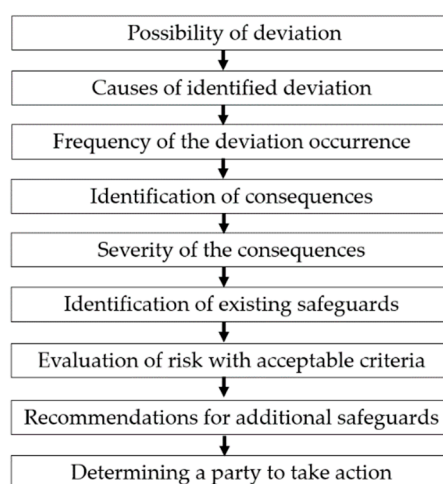 Possibility of deviation
Causes of identified deviation
Frequency of the deviation occurrence
Identification of consequences
Severity of the consequences
Identification of existing safeguards
Evaluation of risk with acceptable criteria
Recommendations for additional safeguards
Determining a party to take action